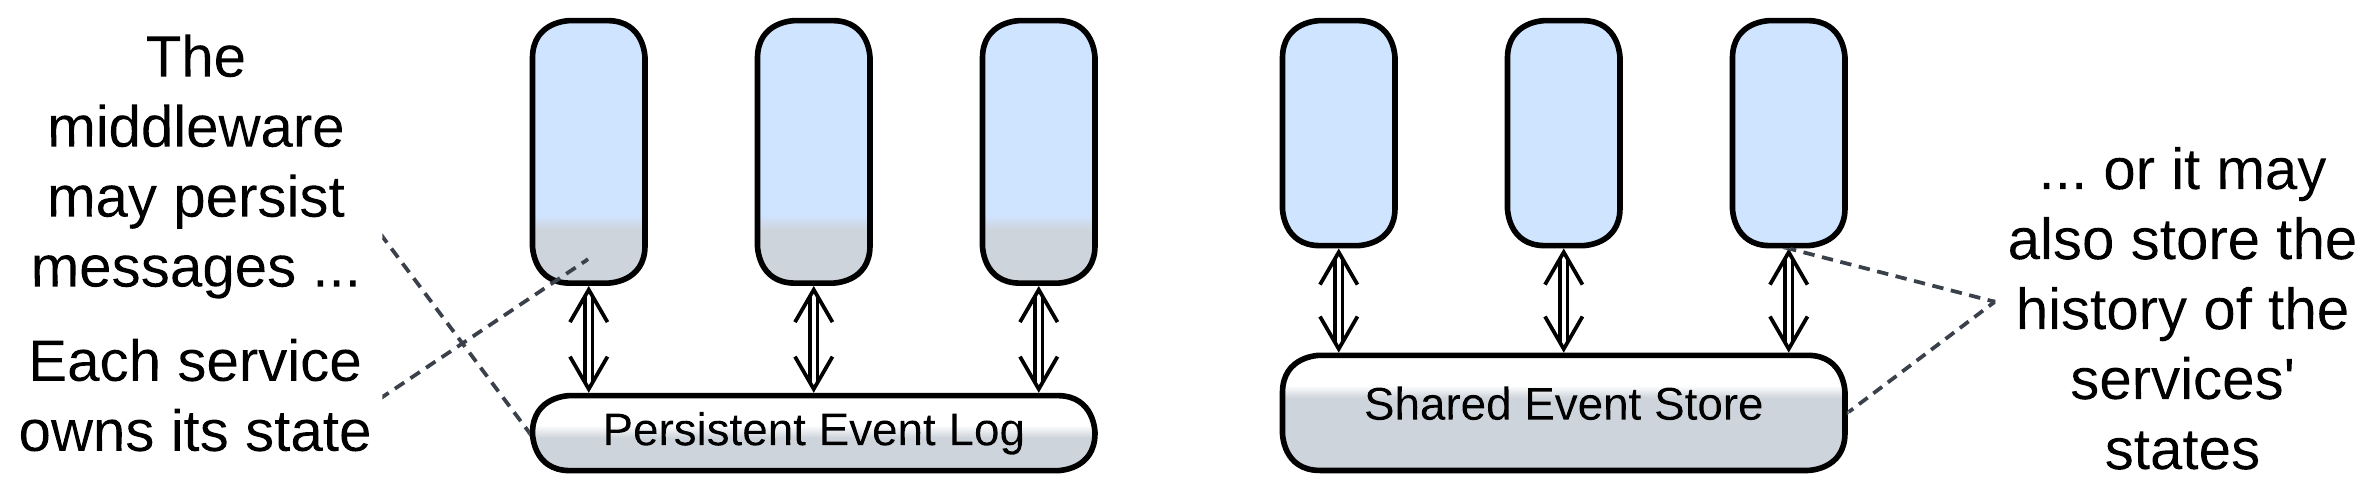 The
middleware
may persist
messages ...
Each service
owns its state
Persistent Event Log
Shared Event Store
... or it may
also store the
history of the
services'
states